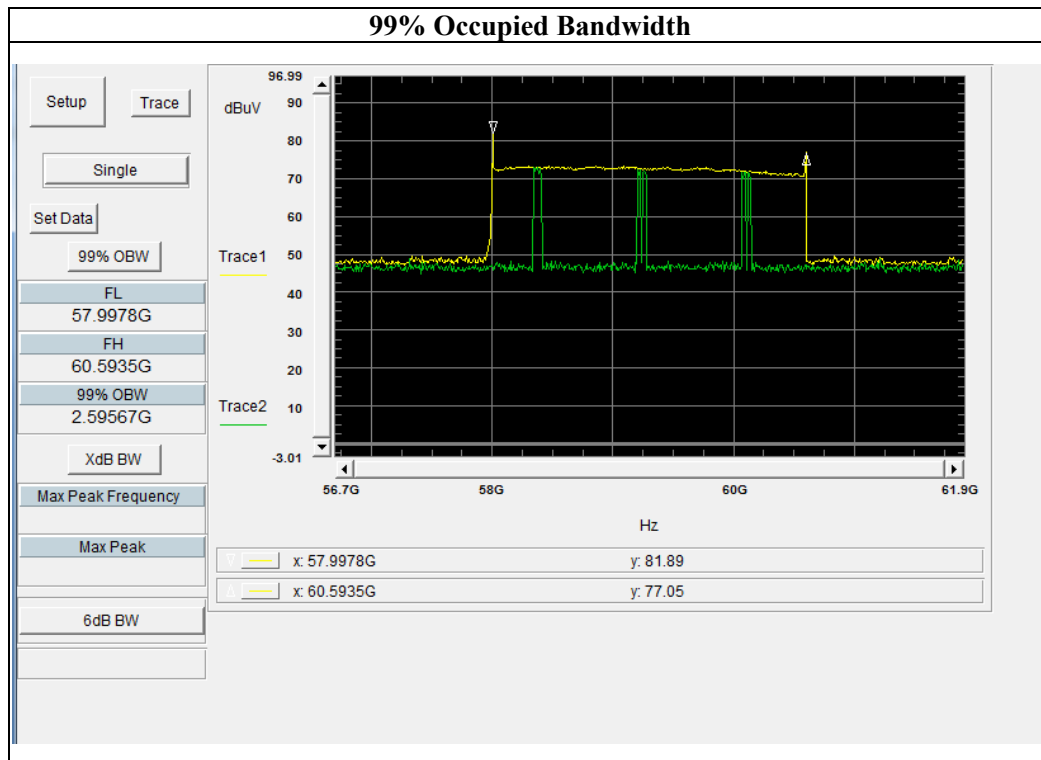 99% Occupied Bandwidth
Setup
Trace
Single
Set Data
99% OBW
FL
57.9978G
FH
60.5935G
99% OBW
2.59567G
XdB BW
Max Peak Frequency
Max Peak
6dB BW
dBuV
96.99
90
80
70
60
50
40
30
20
10
-3.01
Trace1
Trace2
56.7G 58G 60G 61.9G
Hz
x: 57.9978G y: 81.89
x: 60.5935G y: 77.05